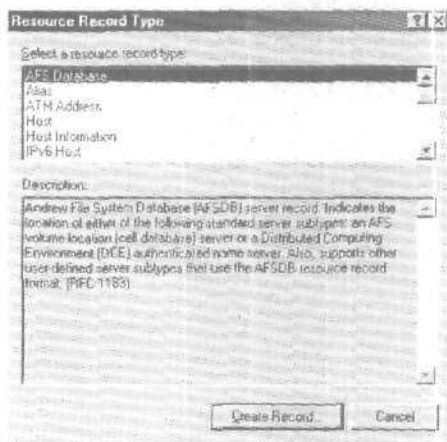 Resource Record Type
Select a resource record type:
AFS Database
Alias
ATM Address
Host
Host Information
IPv6 Host
Description:
Andrew File System Database (AFSDB) server record. Indicates the
location of either of the following standard server subtypes: an AFS
volume location (cell database) server or a Distributed Computing
Environment (DCE) authenticated name server. Also, supports other
user-defined server subtypes that use the AFSDB resource record
format. (RFC 1183)
Create Record...
Cancel